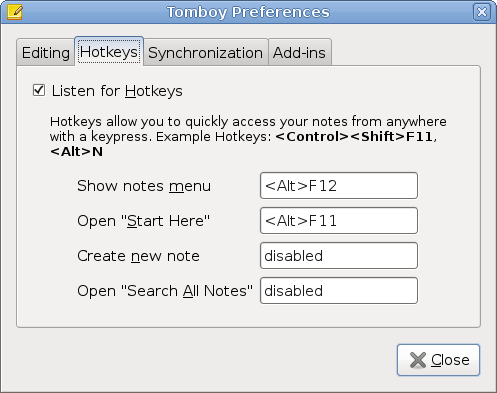 Tomboy Preferences
Editing Hotkeys Synchronization Add-ins
Listen for Hotkeys
Hotkeys allow you to quickly access your notes from anywhere
with a keypress. Example Hotkeys: <Control><Shift>F11,
<Alt>N
Show notes menu <Alt>F12
Open "Start Here" <Alt>F11
Create new note disabled
Open "Search All Notes" disabled
Close